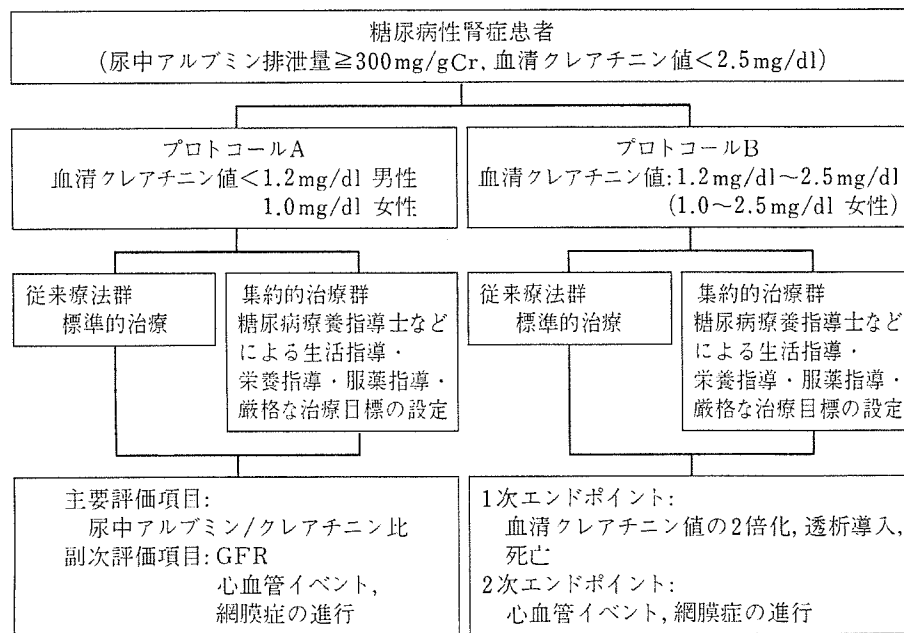 糖尿病性腎症患者
(尿中アルブミン排泄量≧300mg/gCr, 血清クレアチニン値<2.5mg/dl)
プロトコールA
血清クレアチニン値<1.2mg/dl 男性
1.0mg/dl 女性
プロトコールB
血清クレアチニン値:1.2mg/dl～2.5mg/dl
(1.0～2.5mg/dl 女性)
従来療法群
標準的治療
集約的治療群
糖尿病療養指導士など
による生活指導・
栄養指導・服薬指導・
厳格な治療目標の設定
従来療法群
標準的治療
集約的治療群
糖尿病療養指導士など
による生活指導・
栄養指導・服薬指導・
厳格な治療目標の設定
主要評価項目:
尿中アルブミン/クレアチニン比
副次評価項目:GFR
心血管イベント,
網膜症の進行
1次エンドポイント:
血清クレアチニン値の2倍化, 透析導入,
死亡
2次エンドポイント:
心血管イベント, 網膜症の進行